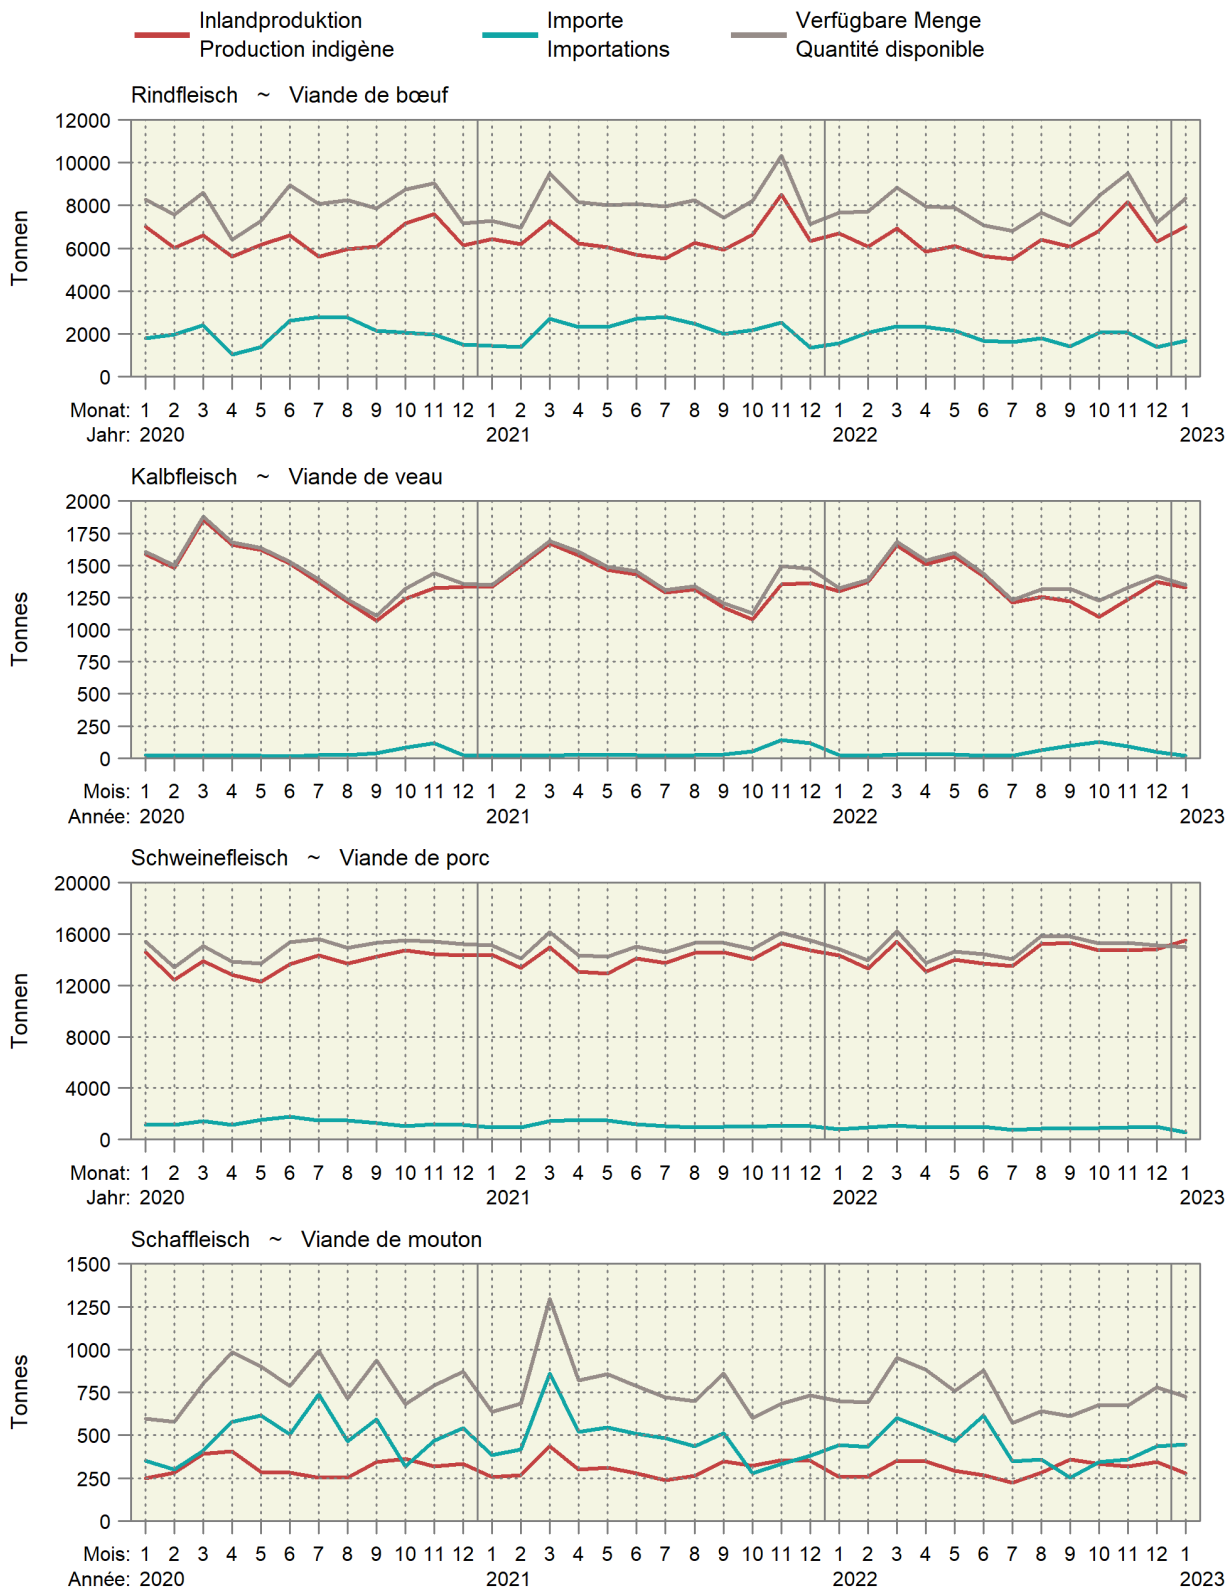 Inlandproduktion Importe Verfügbare Menge
Production indigène Importations Quantité disponible
Rindfleisch ~ Viande de bœuf
12000
10000
8000
6000
4000
2000
0
Tonnen
Monat: 1 2 3 4 5 6 7 8 9 10 11 12 1 2 3 4 5 6 7 8 9 10 11 12 1 2 3 4 5 6 7 8 9 10 11 12 1
Jahr: 2020 2021 2022 2023
Kalbfleisch ~ Viande de veau
2000
1750
1500
1250
1000
750
500
250
0
Tonnes
Mois: 1 2 3 4 5 6 7 8 9 10 11 12 1 2 3 4 5 6 7 8 9 10 11 12 1 2 3 4 5 6 7 8 9 10 11 12 1
Année: 2020 2021 2022 2023
Schweinefleisch ~ Viande de porc
20000
16000
12000
8000
4000
0
Tonnen
Monat: 1 2 3 4 5 6 7 8 9 10 11 12 1 2 3 4 5 6 7 8 9 10 11 12 1 2 3 4 5 6 7 8 9 10 11 12 1
Jahr: 2020 2021 2022 2023
Schaffleisch ~ Viande de mouton
1500
1250
1000
750
500
250
0
Tonnes
Mois: 1 2 3 4 5 6 7 8 9 10 11 12 1 2 3 4 5 6 7 8 9 10 11 12 1 2 3 4 5 6 7 8 9 10 11 12 1
Année: 2020 2021 2022 2023